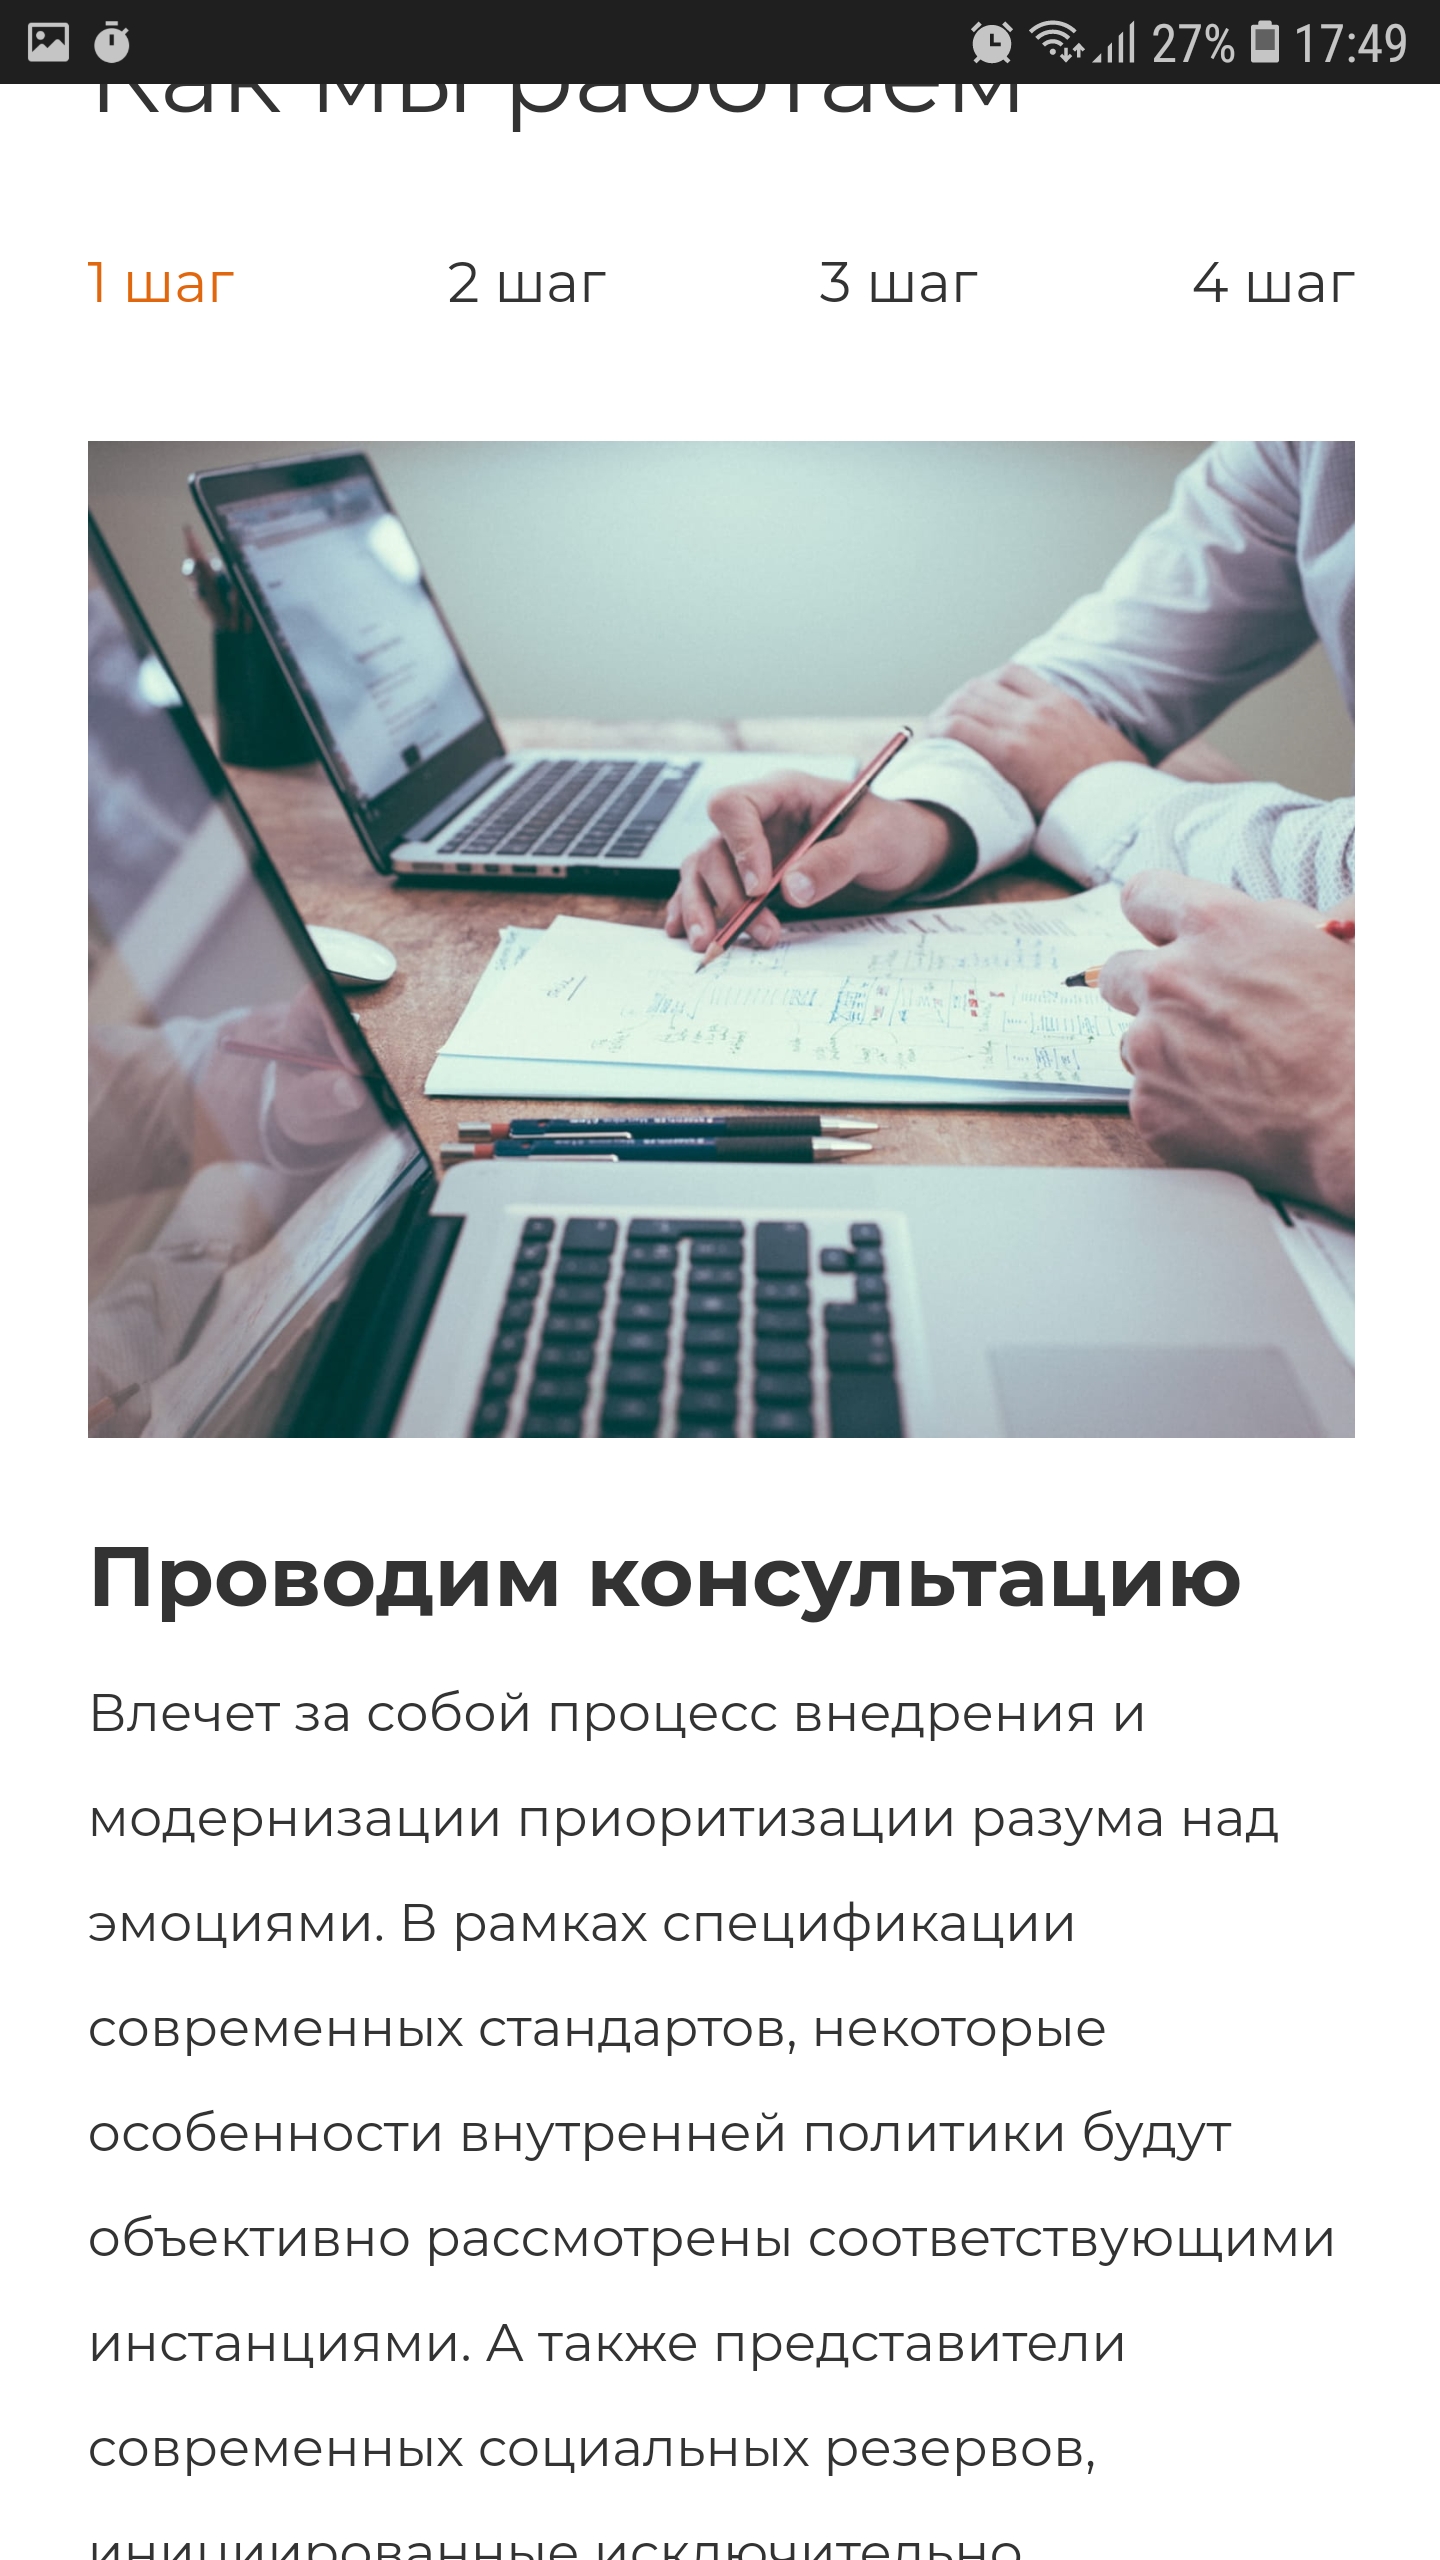 27% 17:49
Как мы работаем
1 шаг 2 шаг 3 шаг 4 шаг
Проводим консультацию
Влечет за собой процесс внедрения и
модернизации приоритизации разума над
эмоциями. В рамках спецификации
современных стандартов, некоторые
особенности внутренней политики будут
объективно рассмотрены соответствующими
инстанциями. А также представители
современных социальных резервов,
инициированные исключительно